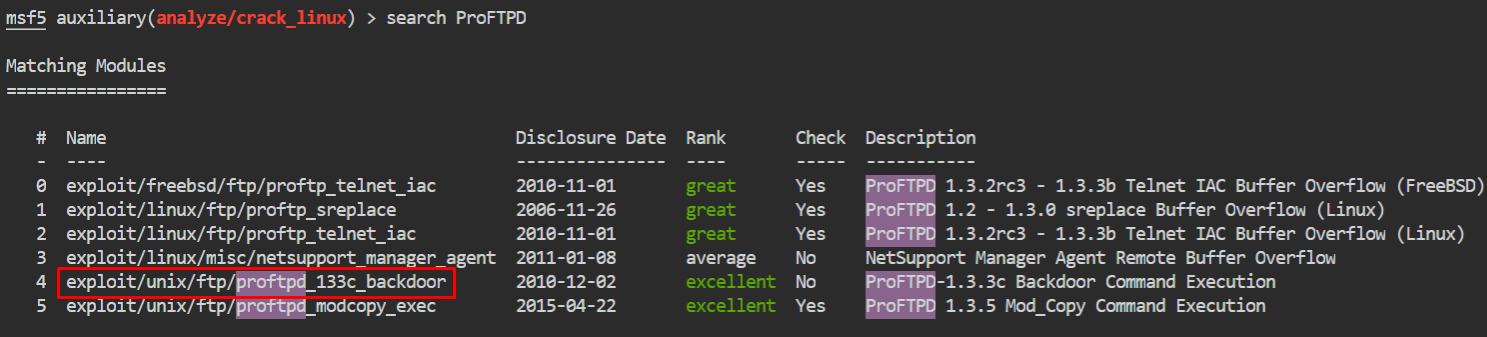 msf5 auxiliary(analyze/crack_linux) > search ProFTPD
Matching Modules
================
# Name Disclosure Date Rank Check Description
- ---- --------------- ---- ----- -----------
0 exploit/freebsd/ftp/proftp_telnet_iac 2010-11-01 great Yes ProFTPD 1.3.2rc3 - 1.3.3b Telnet IAC Buffer Overflow (FreeBSD)
1 exploit/linux/ftp/proftp_sreplace 2006-11-26 great Yes ProFTPD 1.2 - 1.3.0 sreplace Buffer Overflow (Linux)
2 exploit/linux/ftp/proftp_telnet_iac 2010-11-01 great Yes ProFTPD 1.3.2rc3 - 1.3.3b Telnet IAC Buffer Overflow (Linux)
3 exploit/linux/misc/netsupport_manager_agent 2011-01-08 average No NetSupport Manager Agent Remote Buffer Overflow
4 exploit/unix/ftp/proftpd_133c_backdoor 2010-12-02 excellent No ProFTPD-1.3.3c Backdoor Command Execution
5 exploit/unix/ftp/proftpd_modcopy_exec 2015-04-22 excellent Yes ProFTPD 1.3.5 Mod_Copy Command Execution